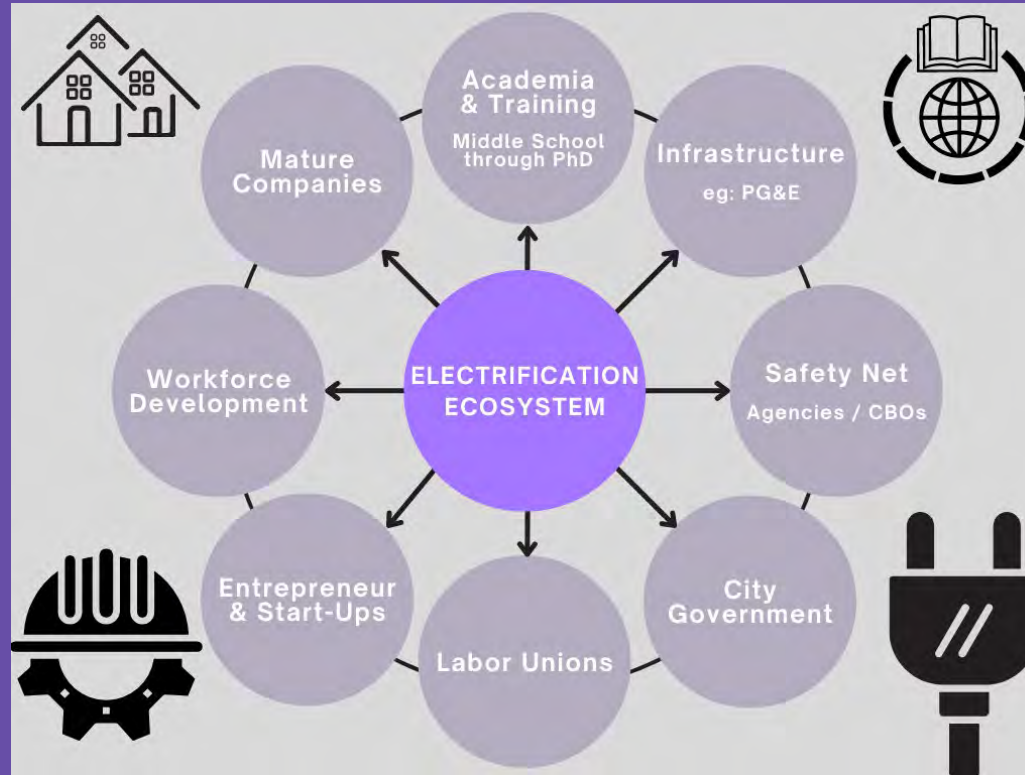 Academia
& Training
Middle School
through PhD
Infrastructure
eg: PG&E
Safety Net
Agencies / CBOs
City
Government
Labor Unions
Entrepreneur
& Start-Ups
Workforce
Development
Mature
Companies
ELECTRIFICATION
ECOSYSTEM